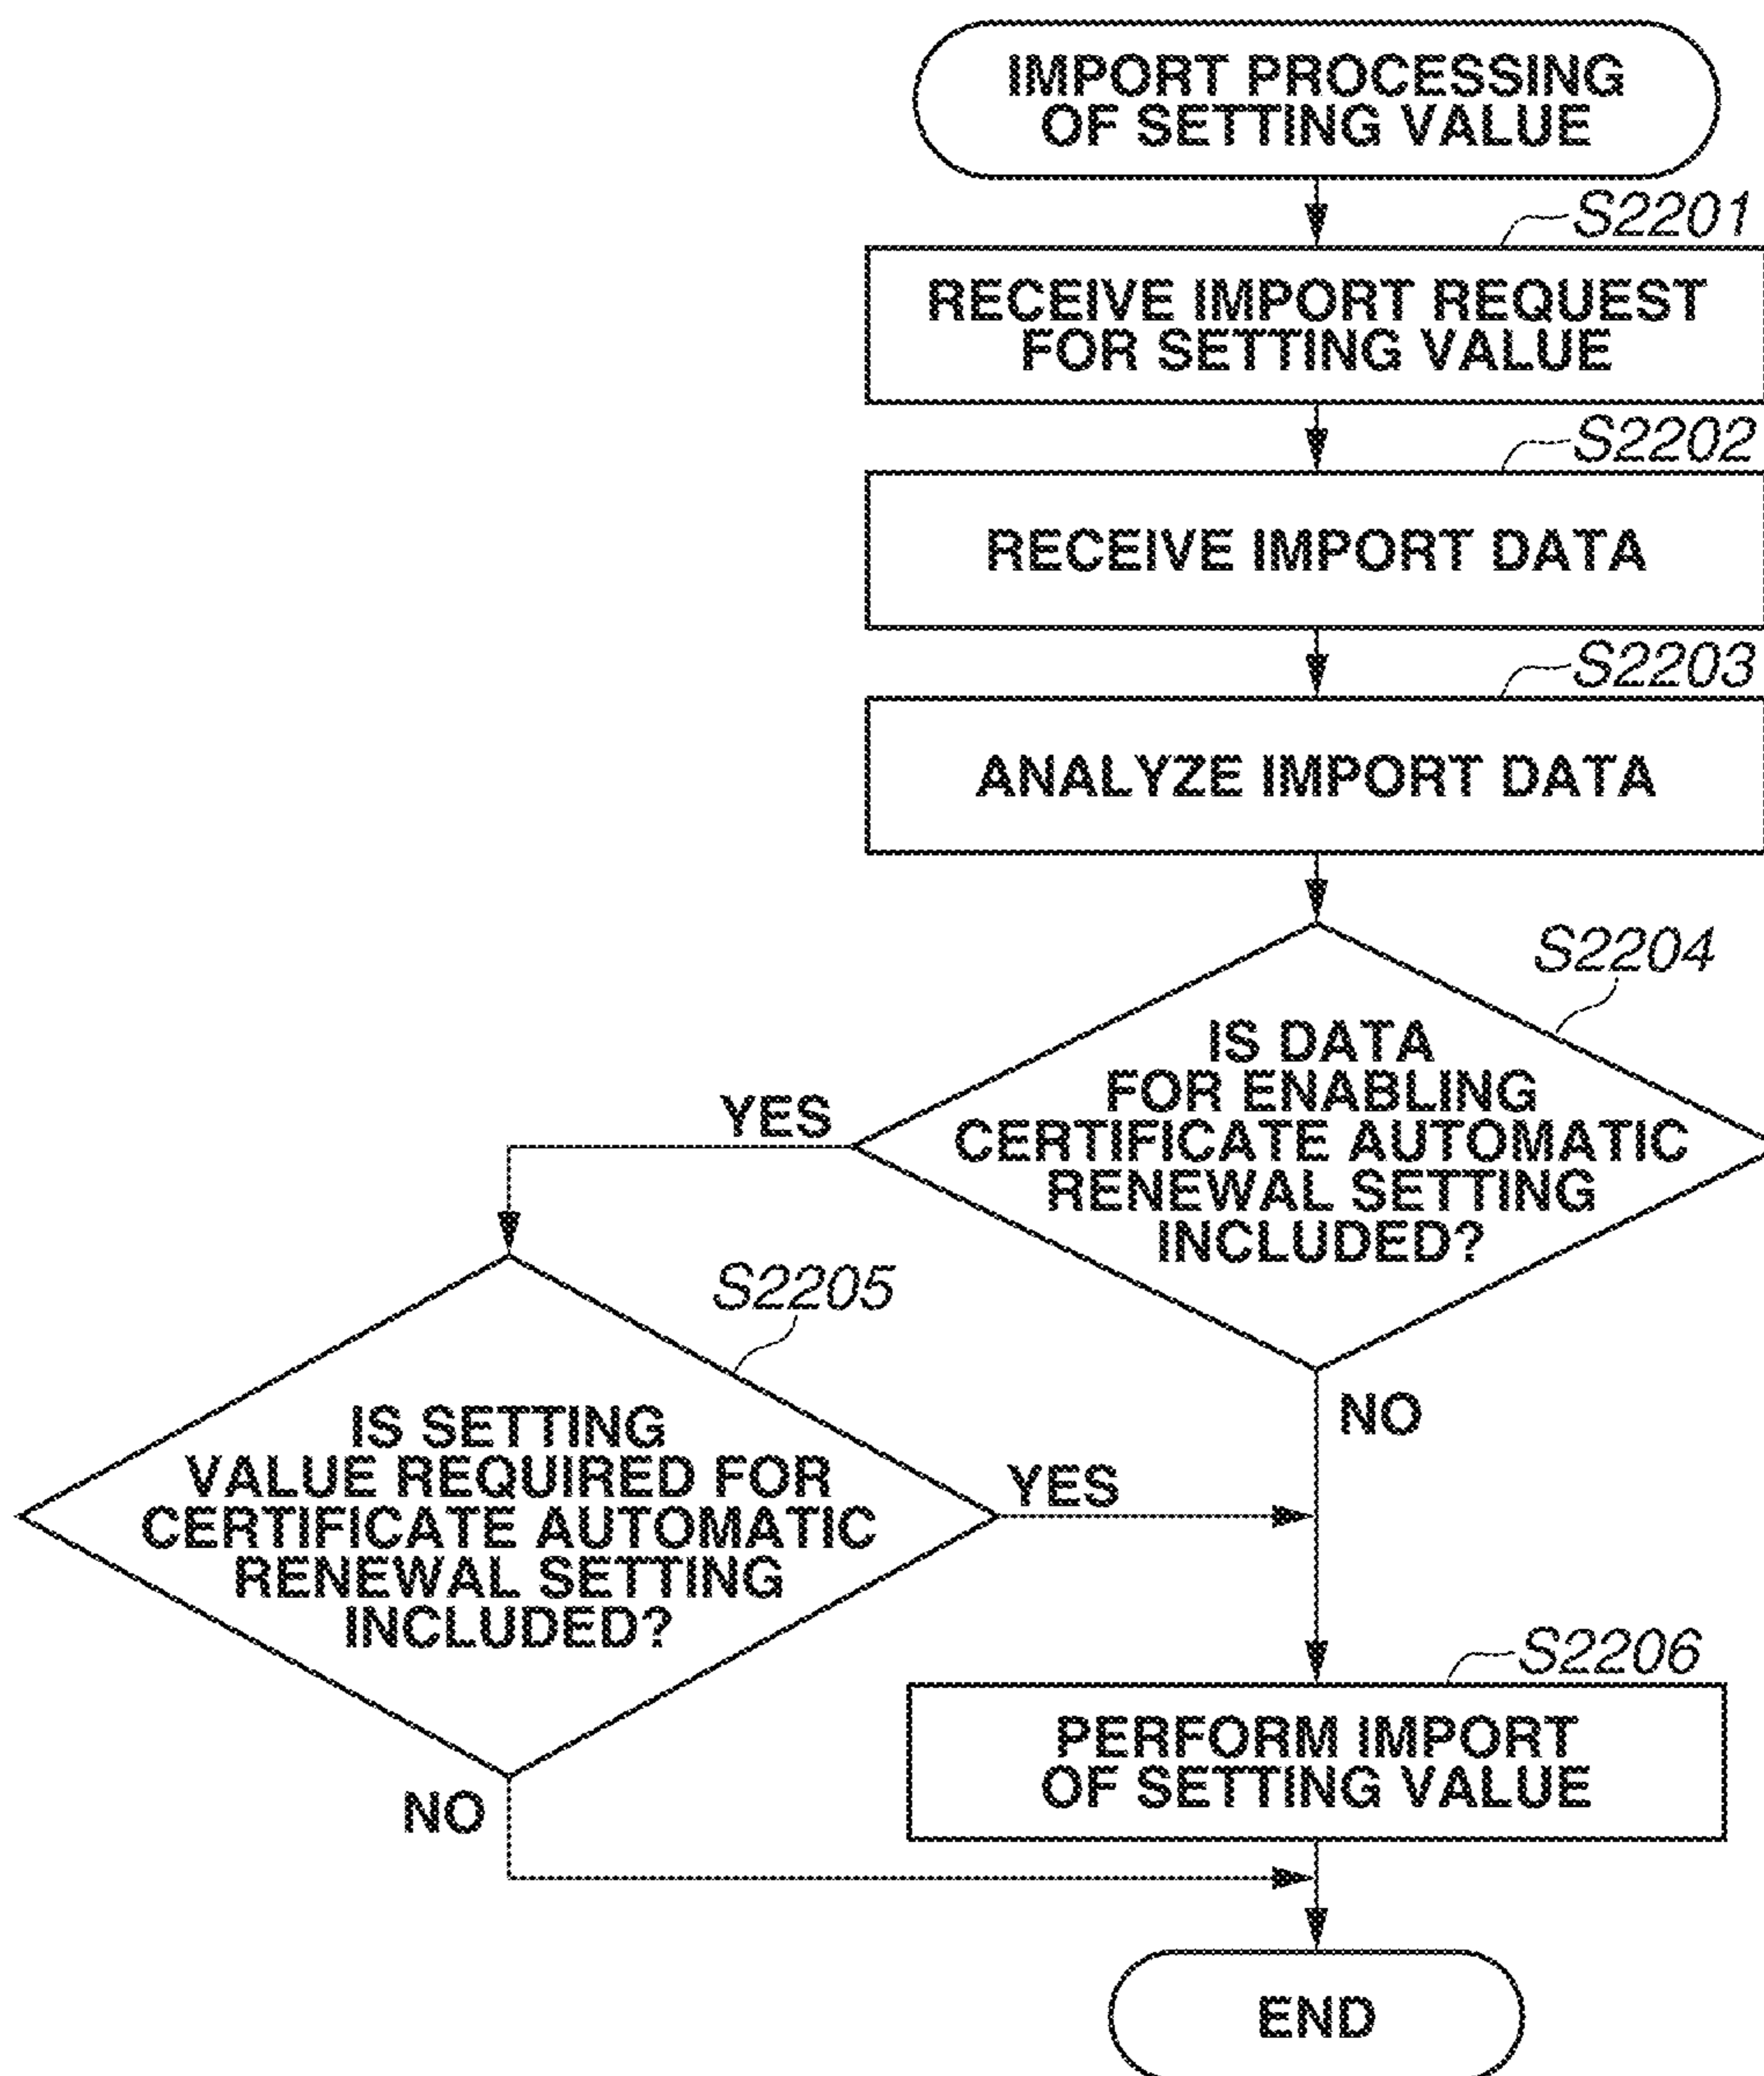 IMPORT PROCESSING
OF SETTING VALUE
S2201
RECEIVE IMPORT REQUEST
FOR SETTING VALUE
S2202
RECEIVE IMPORT DATA
S2203
ANALYZE IMPORT DATA
S2204
IS DATA
FOR ENABLING
CERTIFICATE AUTOMATIC
RENEWAL SETTING
INCLUDED?
YES
NO
S2205
IS SETTING
VALUE REQUIRED FOR
CERTIFICATE AUTOMATIC
RENEWAL SETTING
INCLUDED?
YES
NO
S2206
PERFORM IMPORT
OF SETTING VALUE
END